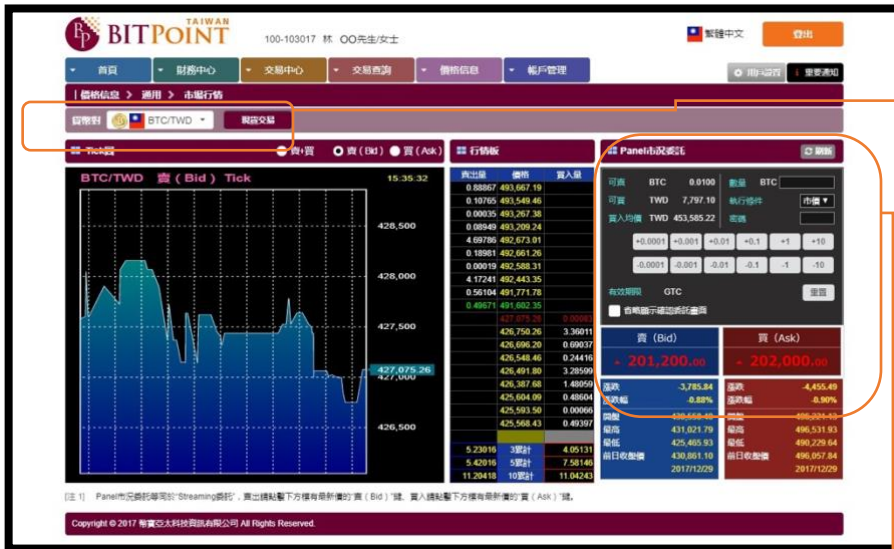 TAIWAN
BITPOINT
100-103017 林 OO先生/女士
繁體中文
登出
首頁 財務中心 交易中心 交易查詢 價格信息 帳戶管理
重要通知
價格信息 > 通用 > 市場行情
貨幣對 BTC/TWD 現貨交易
Tick圖 賣+買 賣(Bid) 買(Ask)
BTC/TWD 賣(Bid) Tick 15:35:32
428,500
428,000
427,500
427,075.26
427,000
426,500
行情板
賣出量 價格 買入量
0.88867 493,667.19
0.10765 493,549.46
0.00035 493,267.38
0.08949 493,209.24
4.69786 492,673.01
0.18981 492,661.26
0.00019 492,588.31
4.17241 492,443.35
0.56104 491,771.78
0.49671 491,602.35
427,075.26 0.00083
426,750.26 3.36011
426,696.20 0.69037
426,548.46 0.24416
426,491.80 3.28599
426,387.68 1.48059
425,604.09 0.48604
425,593.50 0.00066
425,568.43 0.49397
5.23016 3累計 4.05131
5.42016 5累計 7.58146
11.20418 10累計 11.04243
Panel市況委託 刷新
可賣 BTC 0.0100 數量 BTC
可買 TWD 7,797.10 執行條件 市價
買入均價 TWD 453,585.22 密碼
+0.0001 +0.001 +0.01 +0.1 +1 +10
-0.0001 -0.001 -0.01 -0.1 -1 -10
有效期限 GTC 重置
省略顯示確認委託畫面
賣 (Bid) 買 (Ask)
201,200.00 202,000.00
漲跌 -3,785.84 漲跌 -4,455.49
漲跌幅 -0.88% 漲跌幅 -0.90%
開盤 開盤
最高 431,021.79 最高 496,531.93
最低 425,465.93 最低 490,229.64
前日收盤價 430,861.10 前日收盤價 496,057.84
2017/12/29 2017/12/29
[注 1] Panel市況委託等同於"Streaming委託"，賣出請點擊下方標有最新價的"賣(Bid)"鍵、買入請點擊下方標有最新價的"買(Ask)"鍵。
Copyright © 2017 幣寶亞太科技資訊有限公司 All Rights Reserved.